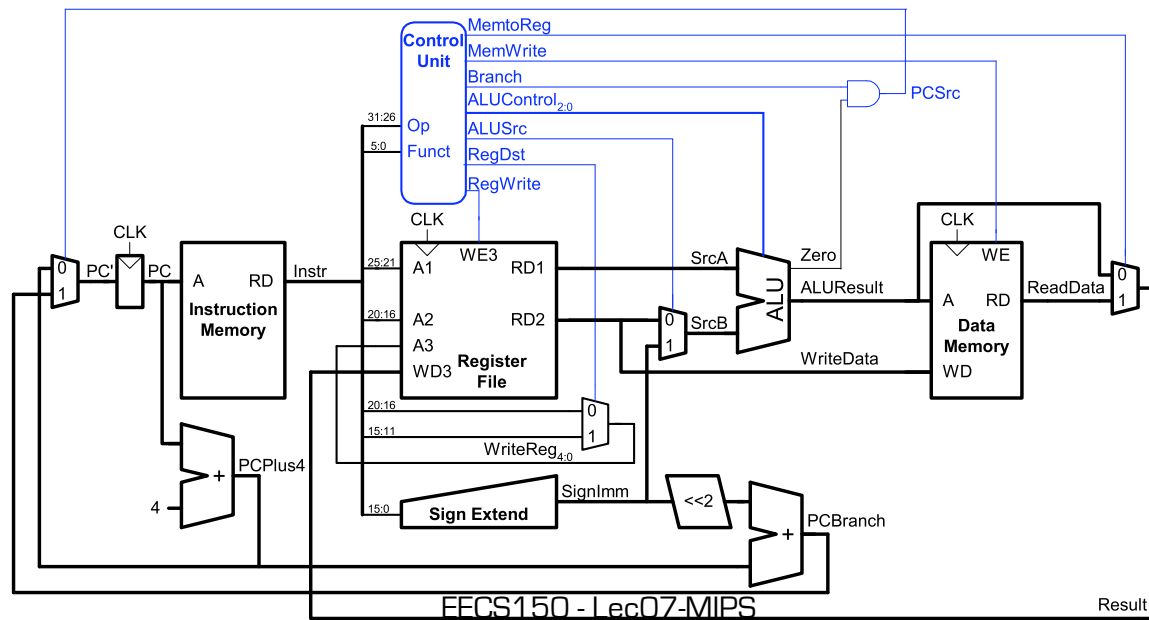 MemtoReg
Control
Unit
MemWrite
Branch
PCSrc
ALUControl2:0
31:26
Op
ALUSrc
5:0
Funct
RegDst
RegWrite
CLK
CLK
CLK
WE3
WE
0
1
PC'
PC
A
RD
Instr
Instruction
Memory
25:21
A1
RD1
SrcA
Zero
ALU
ALUResult
A
RD
ReadData
0
1
20:16
A2
RD2
0
1
SrcB
Data
Memory
A3
WD3
Register
File
WriteData
WD
20:16
0
15:11
1
WriteReg4:0
PCPlus4
+
4
SignImm
<<2
15:0
Sign Extend
PCBranch
+
EECS150 - Lec07-MIPS
Result